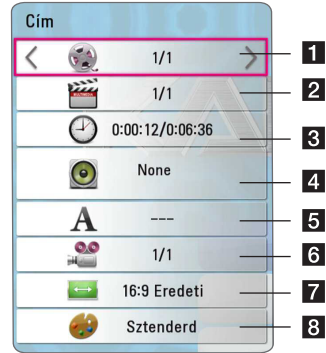 Cím
1/1 1
1/1 2
0:00:12/0:06:36 3
None 4
A --- 5
1/1 6
16:9 Eredeti 7
Sztenderd 8